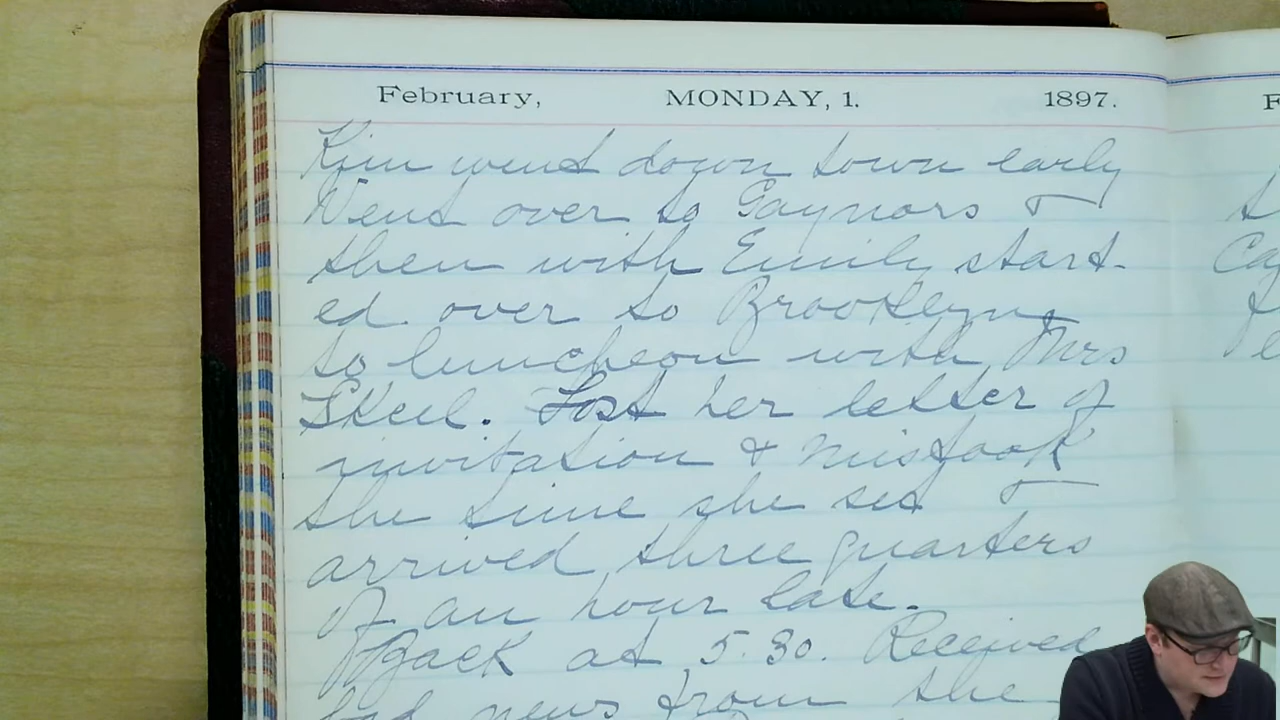 February, MONDAY, 1. 1897.
Kim went down town early
Went over to Gaynors &
then with Emily start-
ed over to Brooklyn
to luncheon with Mrs
Skeel. Lost her letter of
invitation & mistook
the time she set &
arrived three quarters
of an hour late.
Back at 5.30. Received
bad news from the